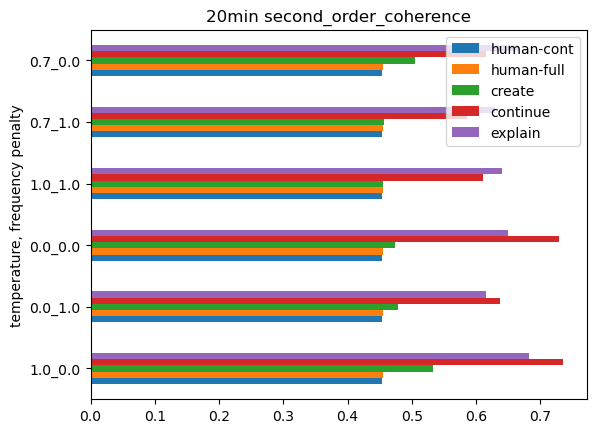 20min second_order_coherence
human-cont
human-full
create
continue
explain
temperature, frequency penalty
0.7_0.0
0.7_1.0
1.0_1.0
0.0_0.0
0.0_1.0
1.0_0.0
0.0 0.1 0.2 0.3 0.4 0.5 0.6 0.7